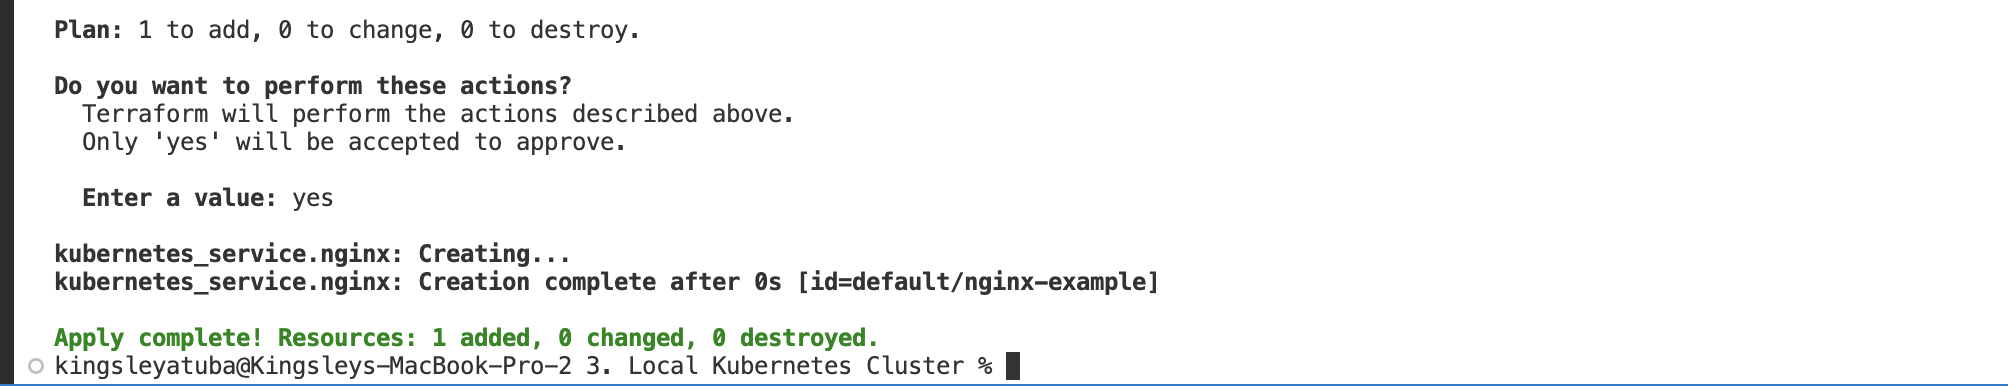 Plan: 1 to add, 0 to change, 0 to destroy.
Do you want to perform these actions?
Terraform will perform the actions described above.
Only 'yes' will be accepted to approve.
Enter a value: yes
kubernetes_service.nginx: Creating...
kubernetes_service.nginx: Creation complete after 0s [id=default/nginx-example]
Apply complete! Resources: 1 added, 0 changed, 0 destroyed.
kingsleyatuba@Kingsleys-MacBook-Pro-2 3. Local Kubernetes Cluster %